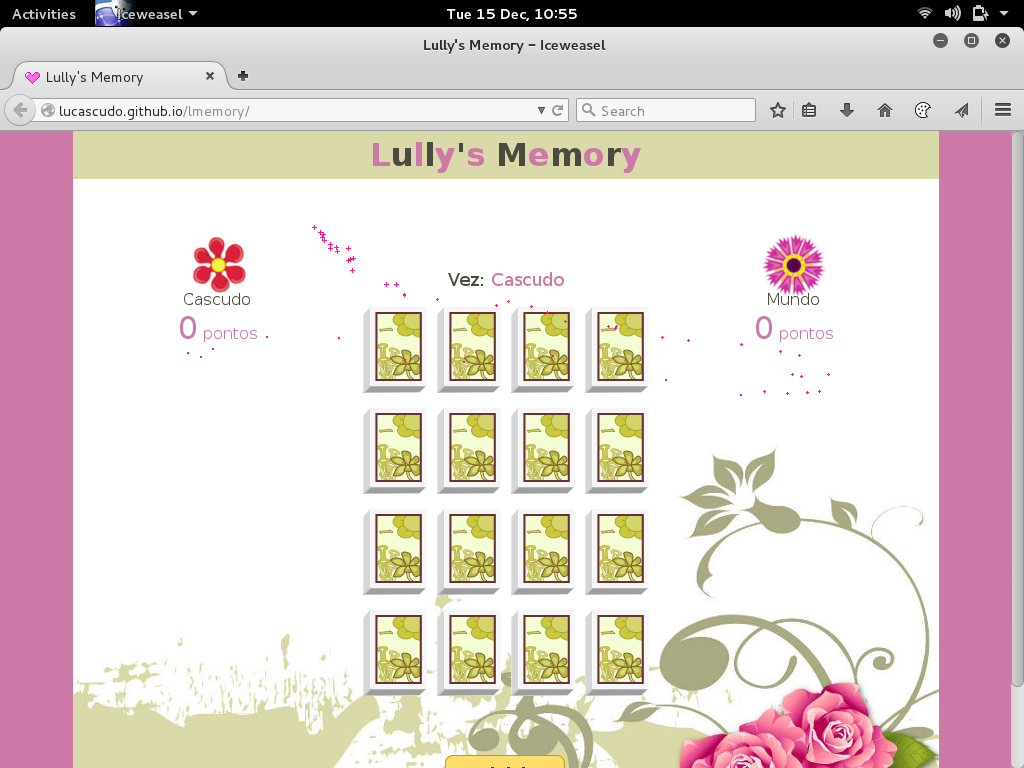 Activities Iceweasel Tue 15 Dec, 10:55
Lully's Memory – Iceweasel
Lully's Memory
lucascudo.github.io/lmemory/ Search
Lully's Memory
Vez: Cascudo
Cascudo
0 pontos
Mundo
0 pontos